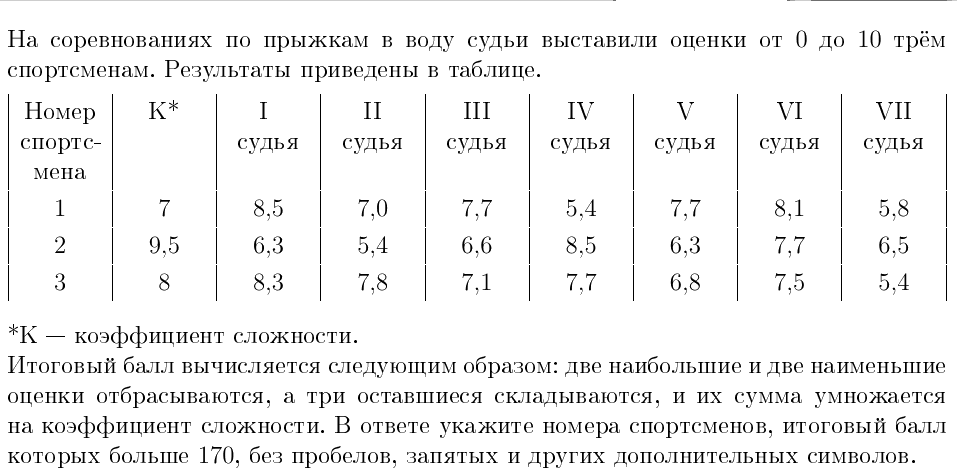 На соревнованиях по прыжкам в воду судьи выставили оценки от 0 до 10 трём
спортсменам. Результаты приведены в таблице.
Номер K* I II III IV V VI VII
спортс- судья судья судья судья судья судья судья
мена
1 7 8,5 7,0 7,7 5,4 7,7 8,1 5,8
2 9,5 6,3 5,4 6,6 8,5 6,3 7,7 6,5
3 8 8,3 7,8 7,1 7,7 6,8 7,5 5,4
*K — коэффициент сложности.
Итоговый балл вычисляется следующим образом: две наибольшие и две наименьшие
оценки отбрасываются, а три оставшиеся складываются, и их сумма умножается
на коэффициент сложности. В ответе укажите номера спортсменов, итоговый балл
которых больше 170, без пробелов, запятых и других дополнительных символов.